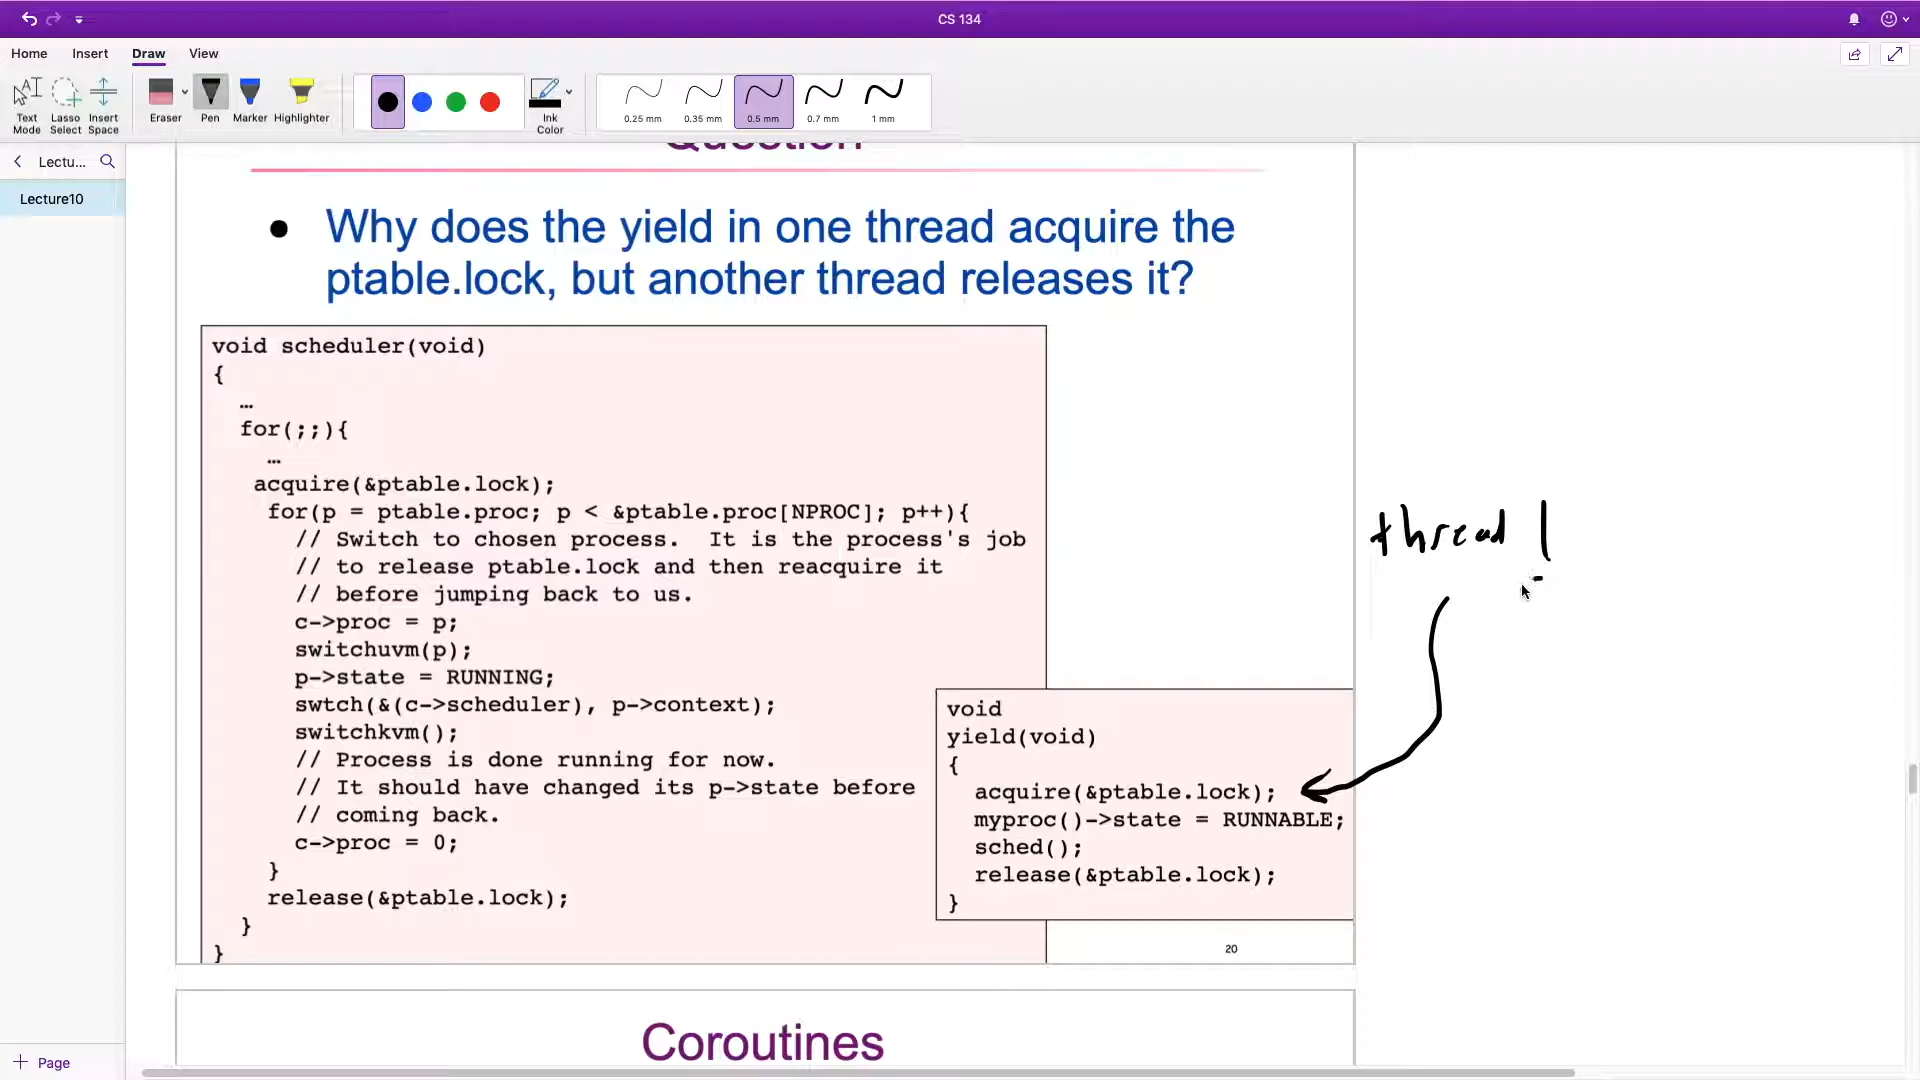 CS 134
Home Insert Draw View
Text Mode
Lasso Select
Insert Space
Eraser
Pen
Marker
Highlighter
Ink Color
0.25 mm
0.35 mm
0.5 mm
0.7 mm
1 mm
Lectu...
Lecture10
Question
● Why does the yield in one thread acquire the
ptable.lock, but another thread releases it?
void scheduler(void)
{
…
for(;;){
…
acquire(&ptable.lock);
for(p = ptable.proc; p < &ptable.proc[NPROC]; p++){
// Switch to chosen process.  It is the process's job
// to release ptable.lock and then reacquire it
// before jumping back to us.
c->proc = p;
switchuvm(p);
p->state = RUNNING;
swtch(&(c->scheduler), p->context);
switchkvm();
// Process is done running for now.
// It should have changed its p->state before
// coming back.
c->proc = 0;
}
release(&ptable.lock);
}
}
void
yield(void)
{
acquire(&ptable.lock);
myproc()->state = RUNNABLE;
sched();
release(&ptable.lock);
}
thread 1
20
Coroutines
+ Page